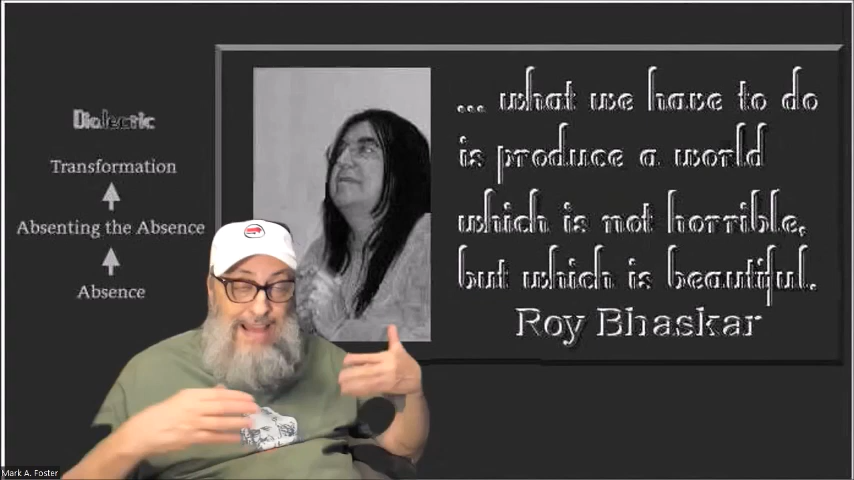 Dialectic
Transformation
Absenting the Absence
Absence
... what we have to do
is produce a world
which is not horrible,
but which is beautiful.
Roy Bhaskar
Mark A. Foster